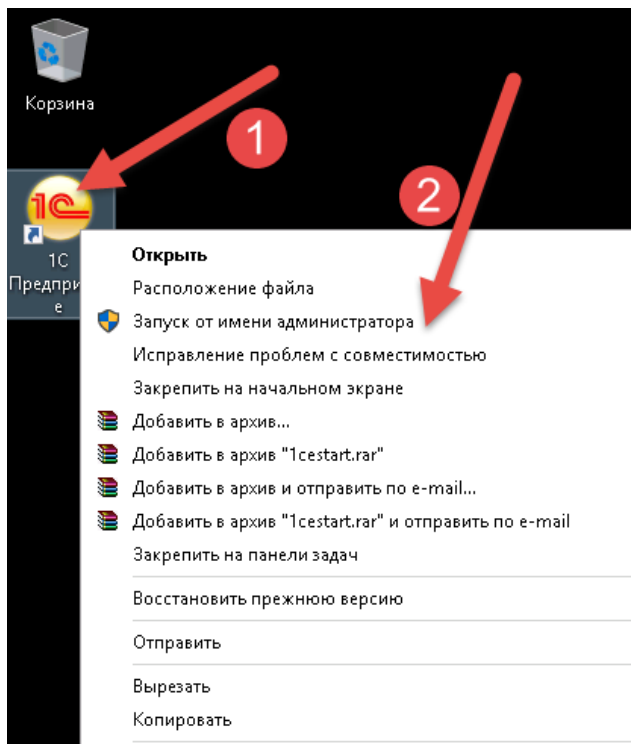 Корзина
1
2
1С
1С
Предпри
е
Открыть
Расположение файла
Запуск от имени администратора
Исправление проблем с совместимостью
Закрепить на начальном экране
Добавить в архив...
Добавить в архив "1cestart.rar"
Добавить в архив и отправить по e-mail...
Добавить в архив "1cestart.rar" и отправить по e-mail
Закрепить на панели задач
Восстановить прежнюю версию
Отправить
Вырезать
Копировать